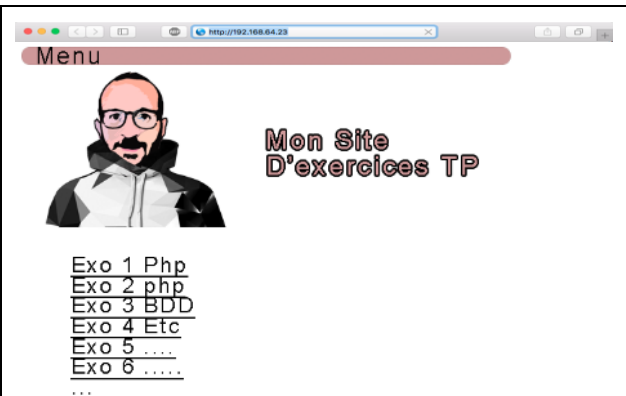 http://192.168.64.23
Menu
Mon Site
D'exercices TP
Exo 1 Php
Exo 2 php
Exo 3 BDD
Exo 4 Etc
Exo 5 ....
Exo 6 .....
...